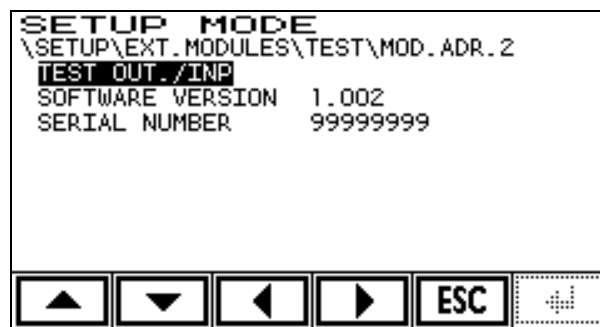 SETUP MODE
\SETUP\EXT.MODULES\TEST\MOD.ADR.2
TEST OUT./INP
SOFTWARE VERSION 1.002
SERIAL NUMBER 99999999
ESC